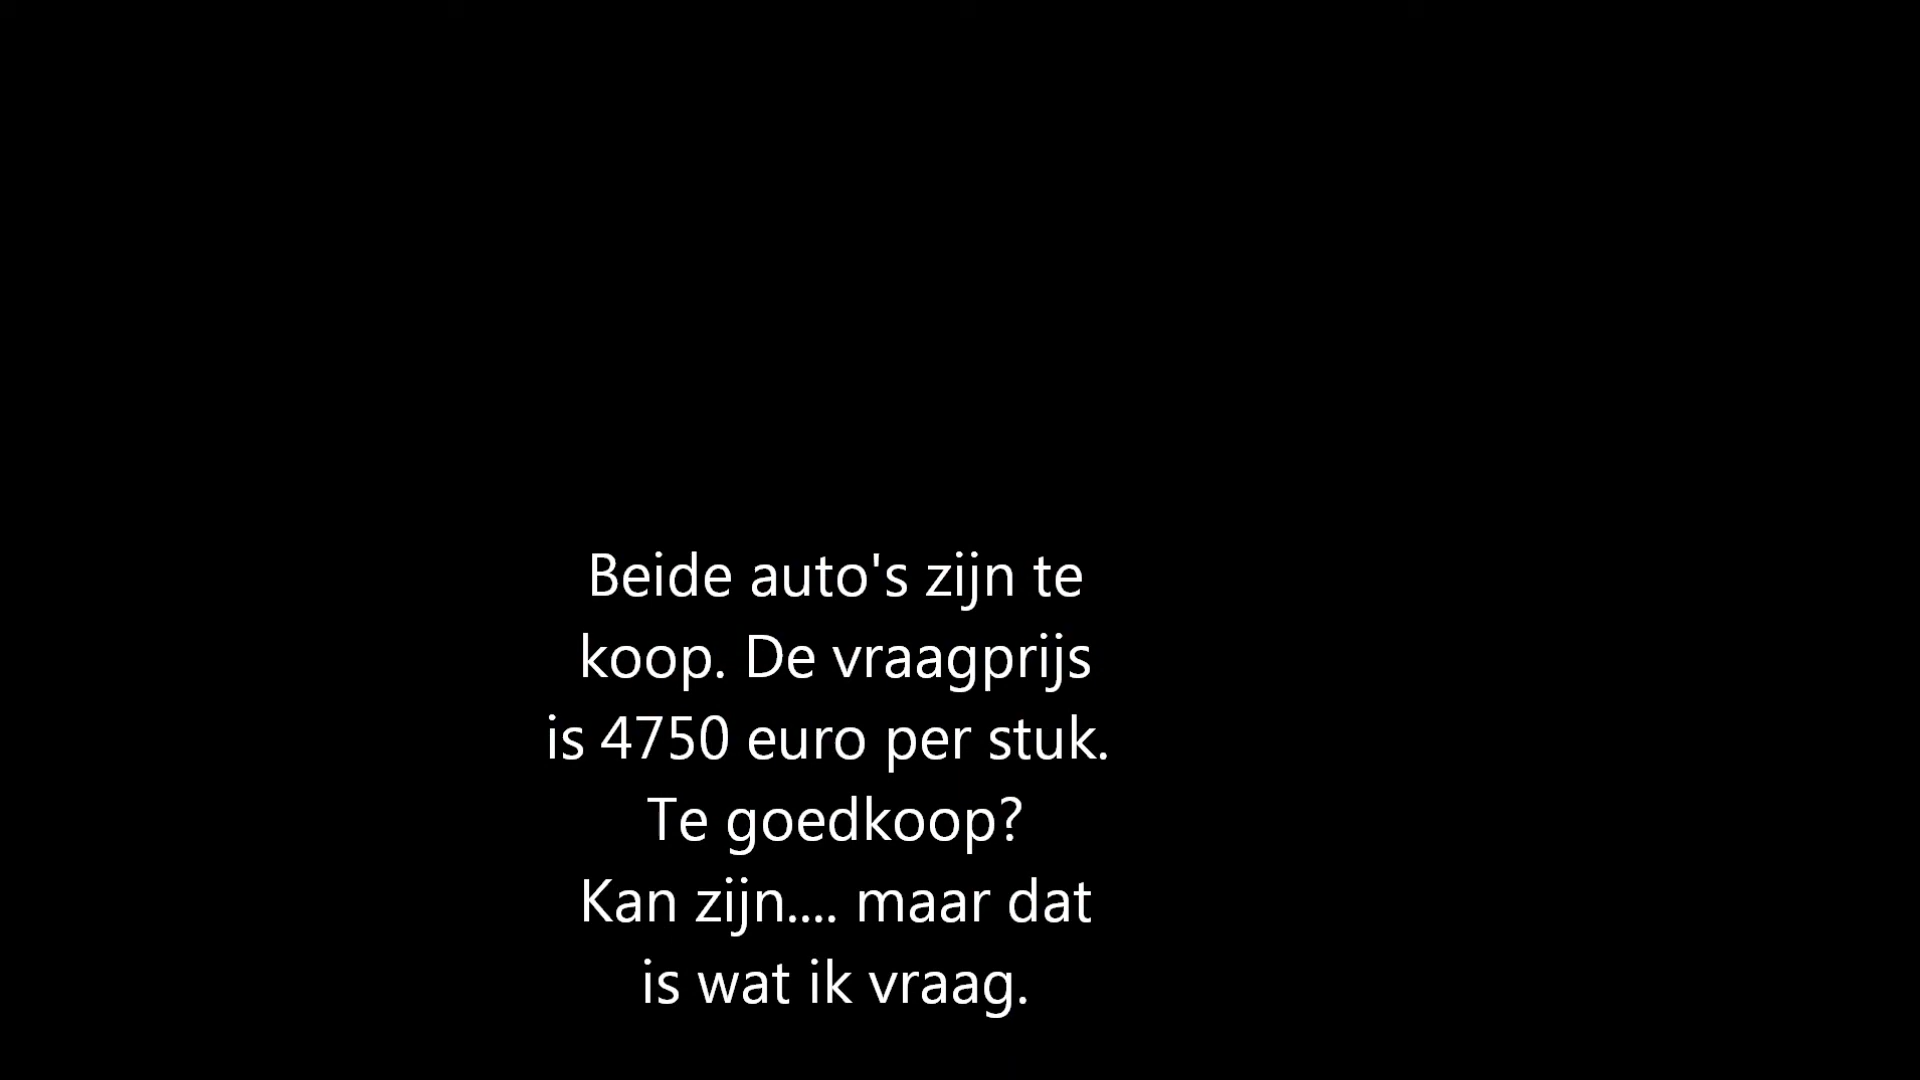 Beide auto's zijn te
koop. De vraagprijs
is 4750 euro per stuk.
Te goedkoop?
Kan zijn.... maar dat
is wat ik vraag.